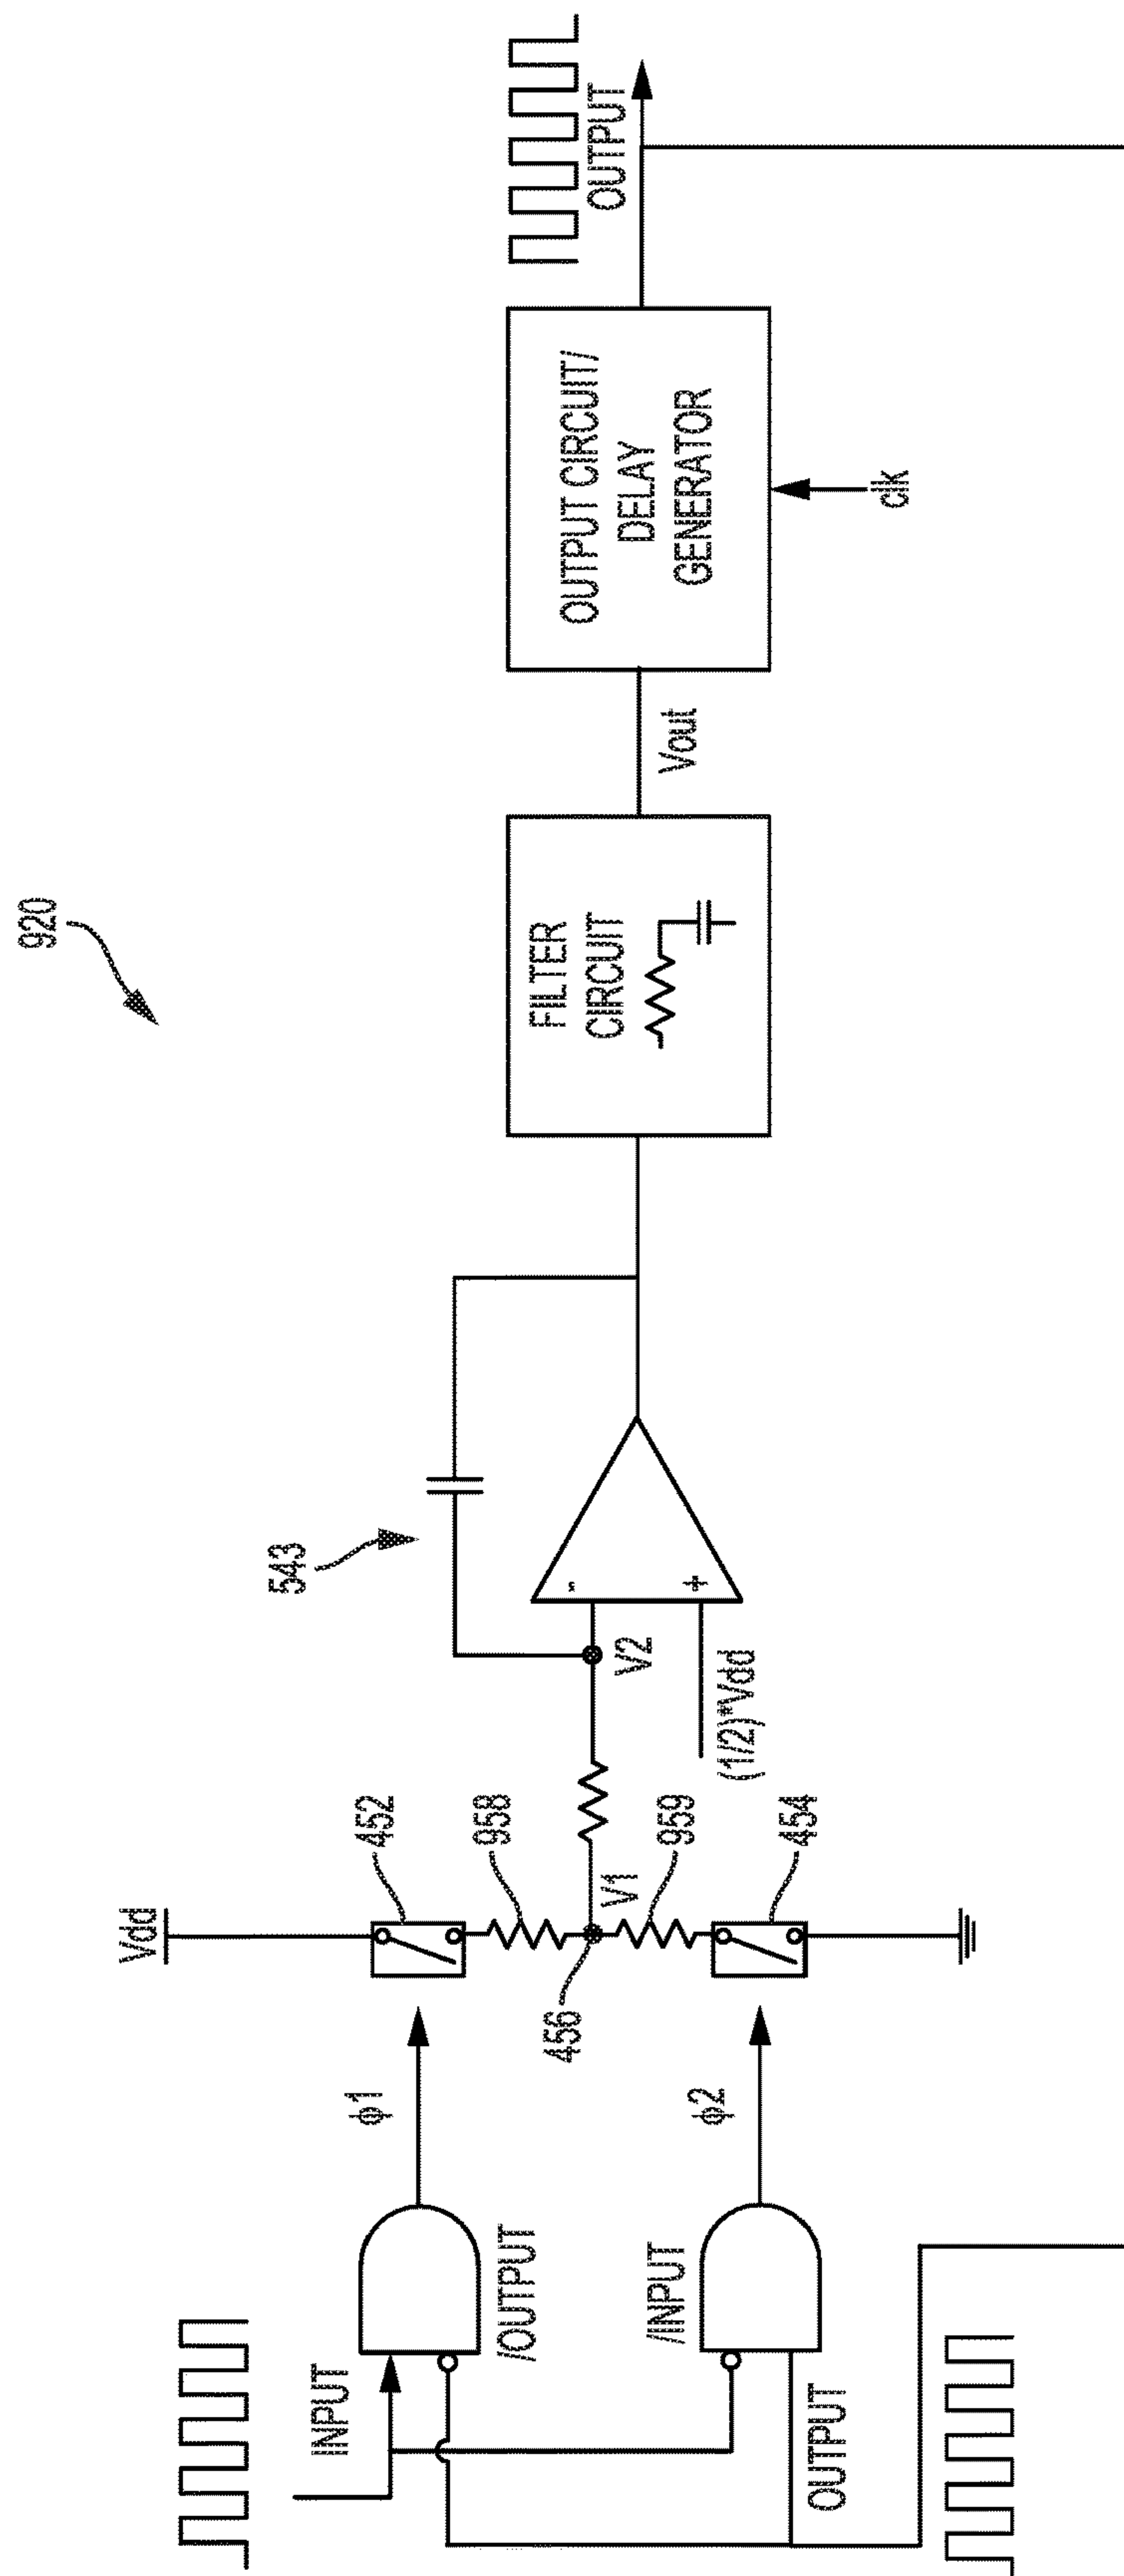 920
Vdd
452
958
V1
456
959
454
INPUT
/OUTPUT
ϕ1
/INPUT
OUTPUT
ϕ2
543
V2
-
+
(1/2)*Vdd
FILTER
CIRCUIT
Vout
OUTPUT CIRCUIT/
DELAY
GENERATOR
clk
OUTPUT